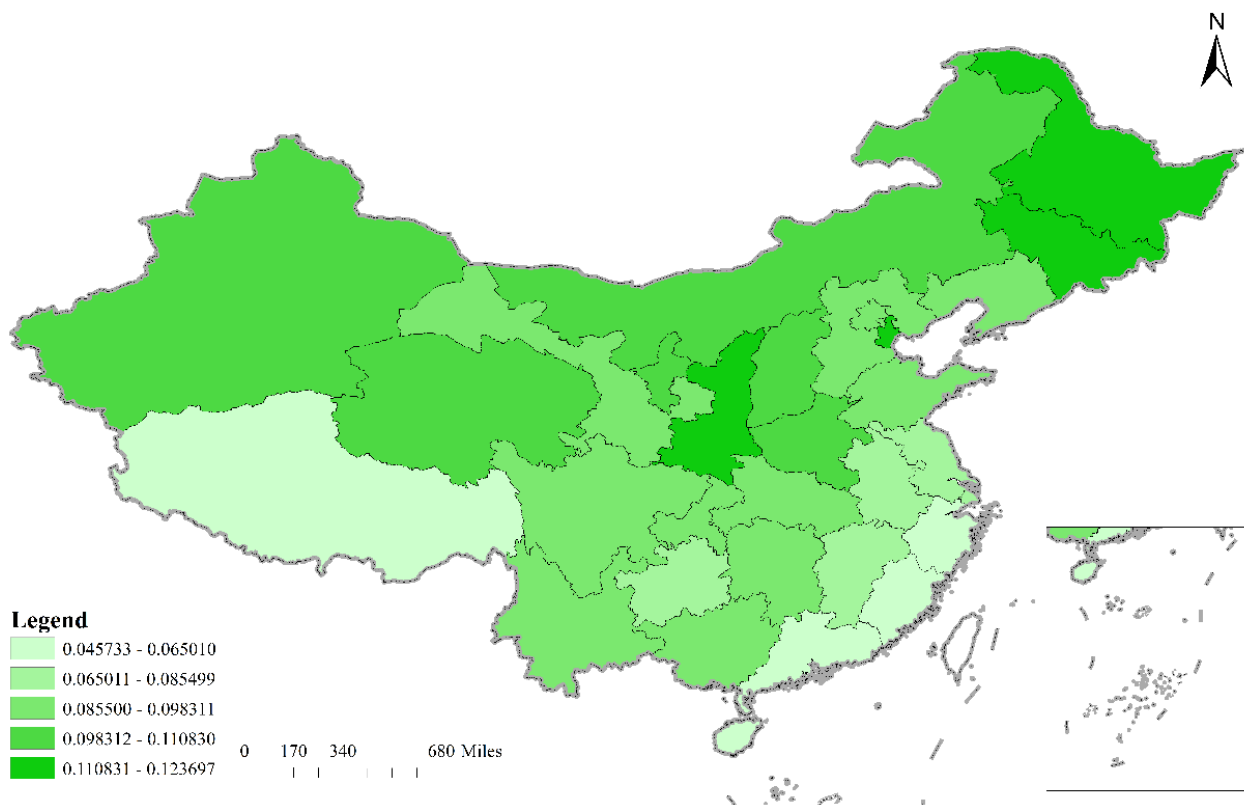 N
Legend
0.045733 - 0.065010
0.065011 - 0.085499
0.085500 - 0.098311
0.098312 - 0.110830
0.110831 - 0.123697
0 170 340 680 Miles